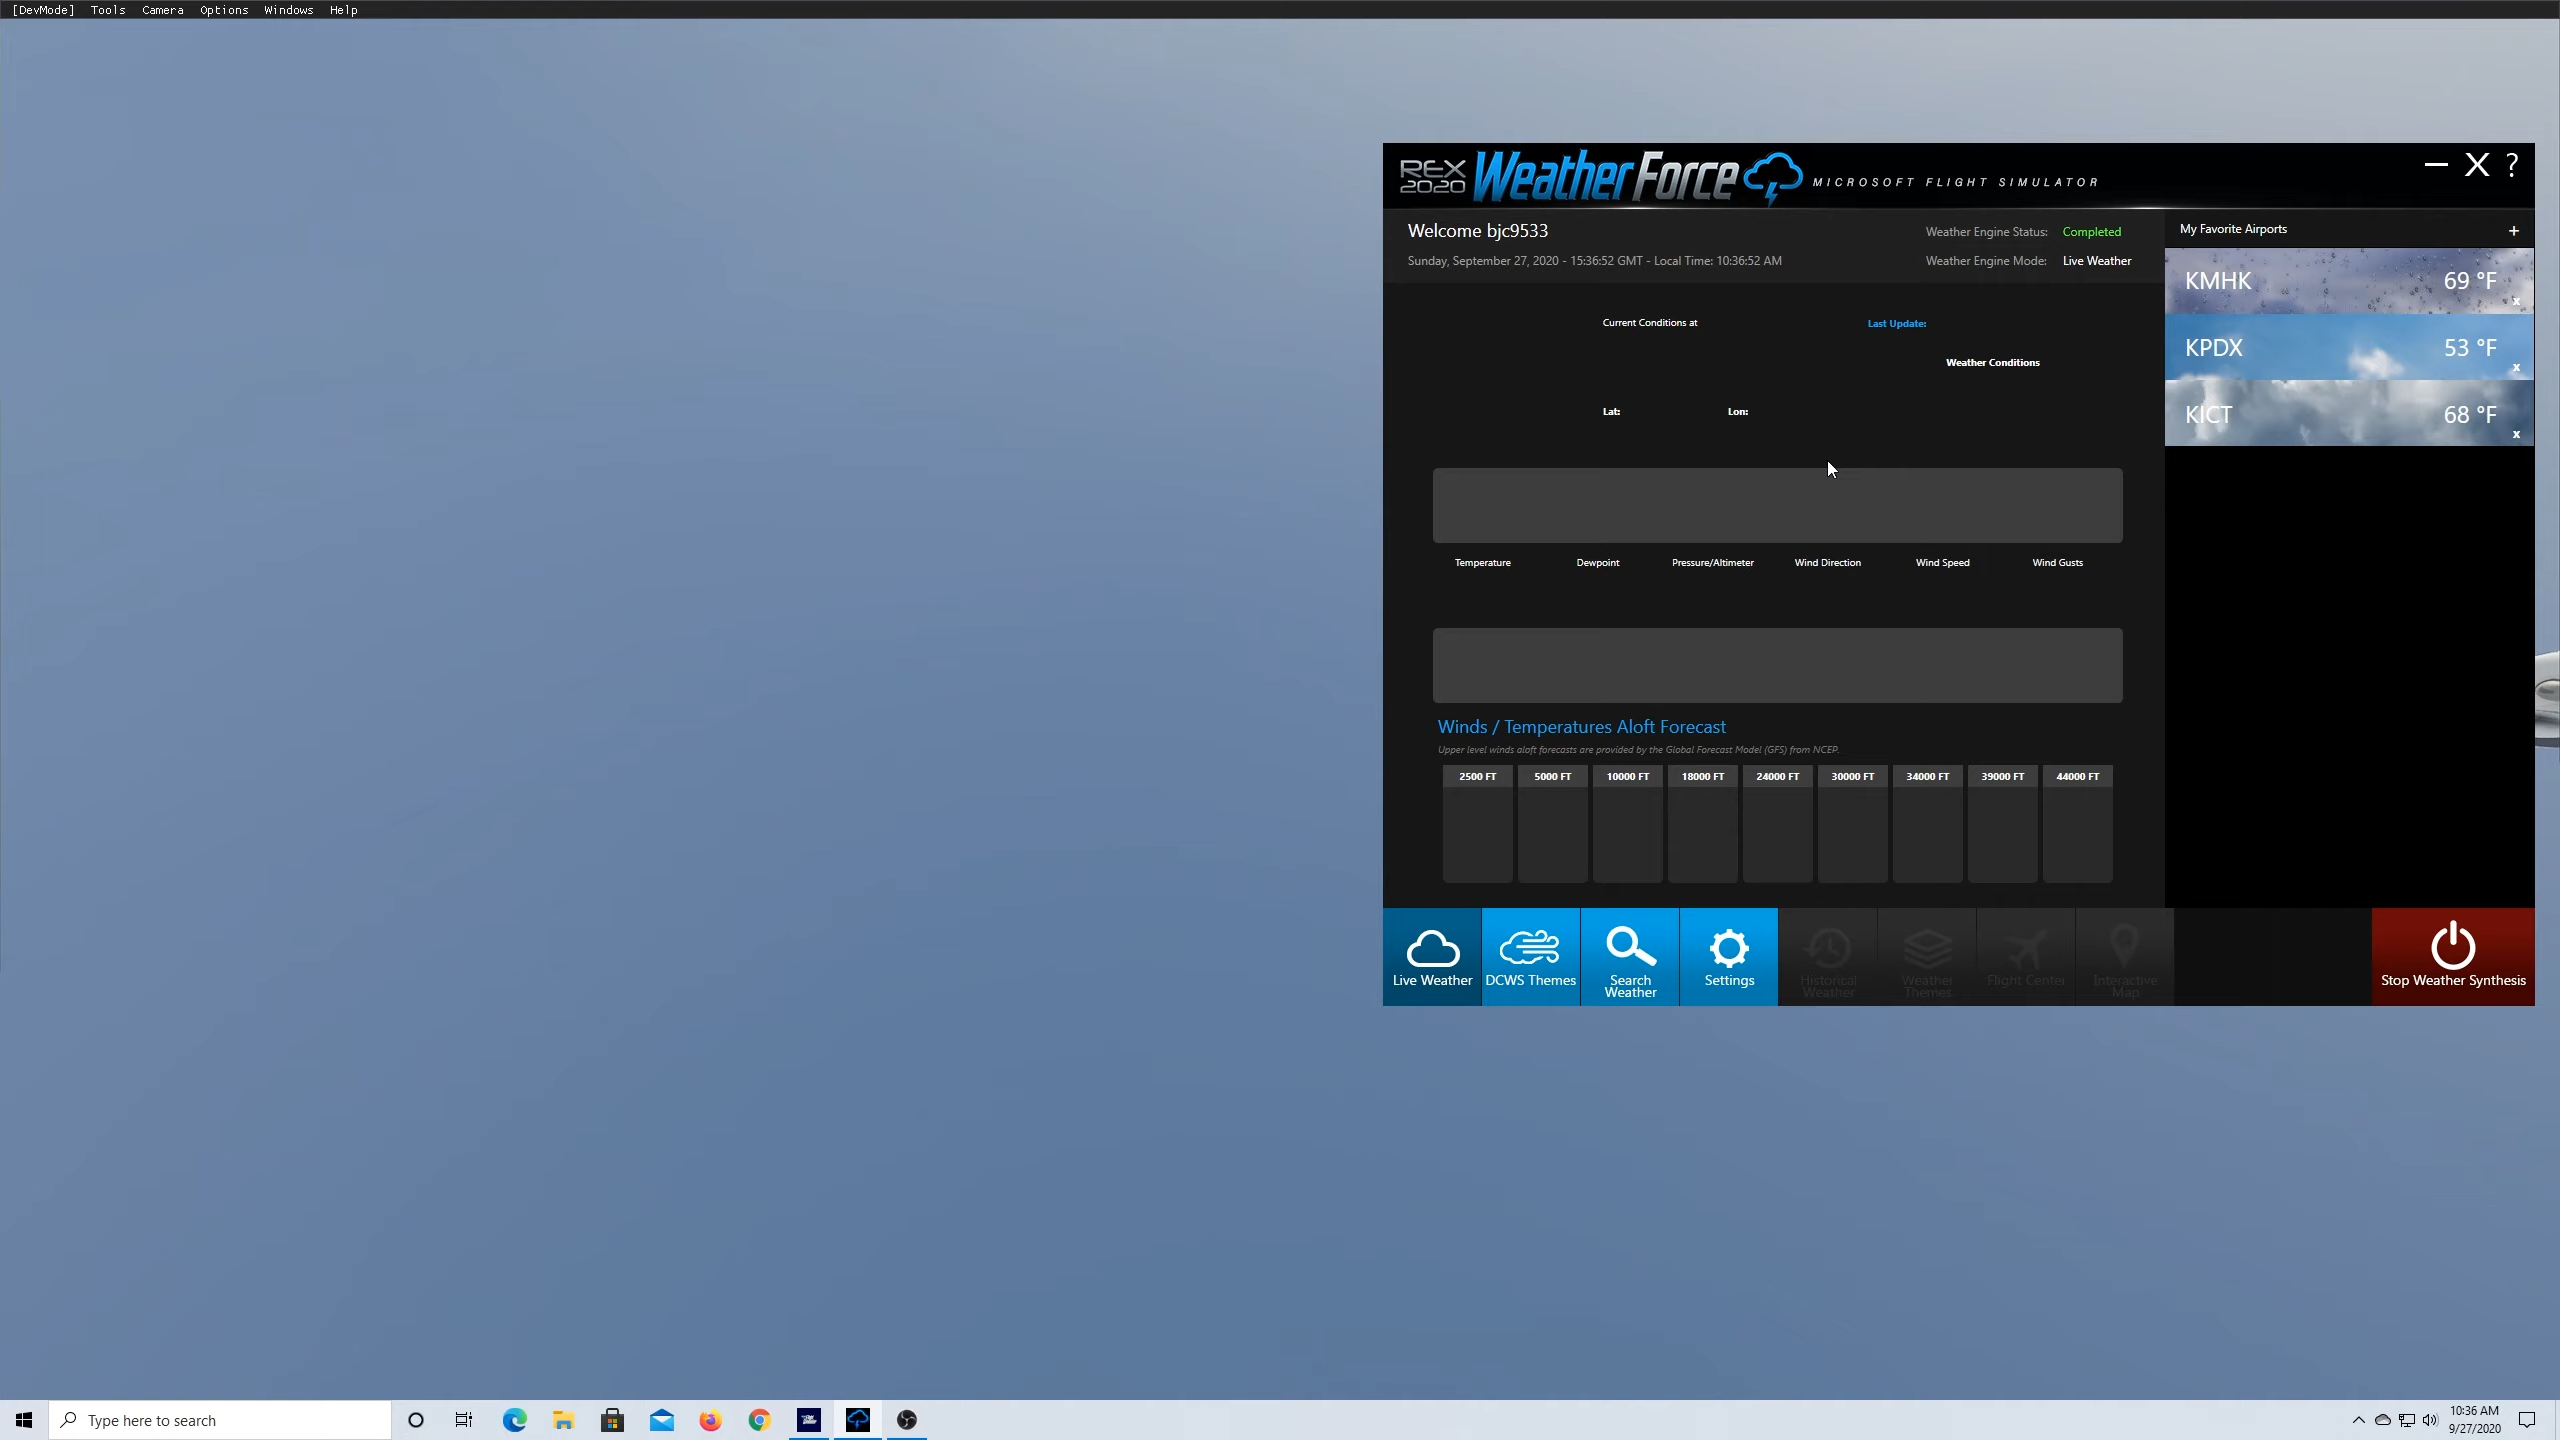 [DevMode] Tools Camera Options Windows Help
REX 2020 WeatherForce MICROSOFT FLIGHT SIMULATOR
— X ?
Welcome bjc9533
Weather Engine Status: Completed
Sunday, September 27, 2020 - 15:36:52 GMT - Local Time: 10:36:52 AM
Weather Engine Mode: Live Weather
My Favorite Airports +
KMHK 69 °F
x
KPDX 53 °F
x
KICT 68 °F
x
Current Conditions at
Last Update:
Weather Conditions
Lat: Lon:
Temperature Dewpoint Pressure/Altimeter Wind Direction Wind Speed Wind Gusts
Winds / Temperatures Aloft Forecast
Upper level winds aloft forecasts are provided by the Global Forecast Model (GFS) from NCEP.
2500 FT 5000 FT 10000 FT 18000 FT 24000 FT 30000 FT 34000 FT 39000 FT 44000 FT
Live Weather
DCWS Themes
Search
Weather
Settings
Historical
Weather
Weather
Themes
Flight Center
Interactive
Map
Stop Weather Synthesis
Type here to search
10:36 AM
9/27/2020